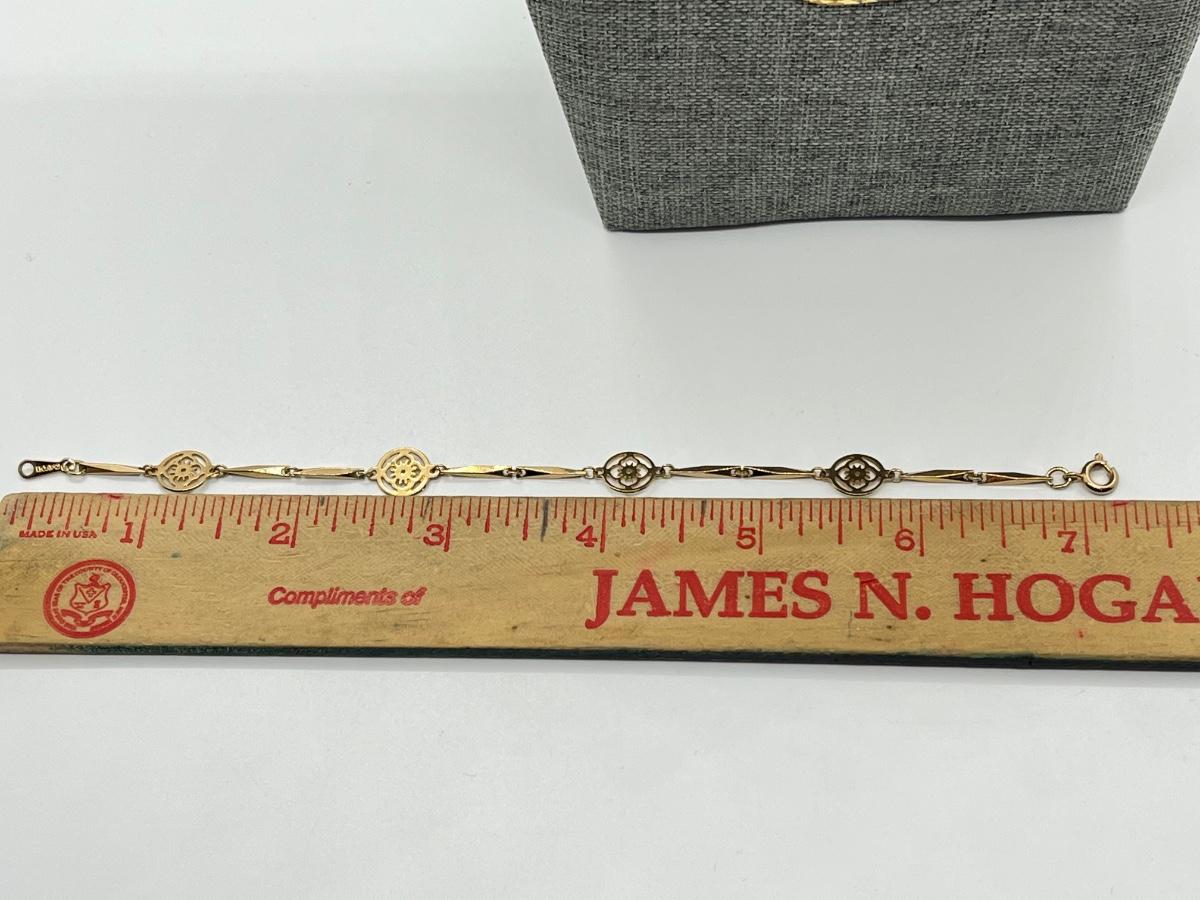 1 2 3 4 5 6 7
MADE IN USA
Compliments of
JAMES N. HOGA